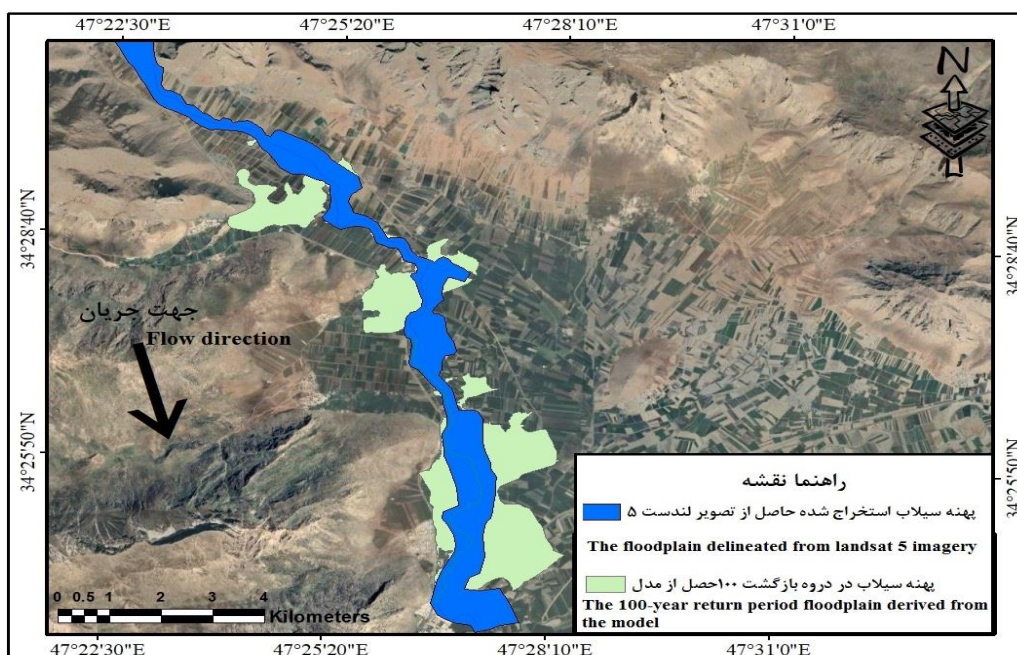 47°22'30"E 47°25'20"E 47°28'10"E 47°31'0"E
N
34°28'40"N
34°28'40"N
جهت جریان
Flow direction
34°25'50"N
34°25'50"N
راهنما نقشه
پهنه سیلاب استخراج شده حاصل از تصویر لندست ۵
The floodplain delineated from landsat 5 imagery
پهنه سیلاب در دروه بازگشت ۱۰۰حصل از مدل
The 100-year return period floodplain derived from
the model
0 0.5 1 2 3 4
Kilometers
47°22'30"E 47°25'20"E 47°28'10"E 47°31'0"E